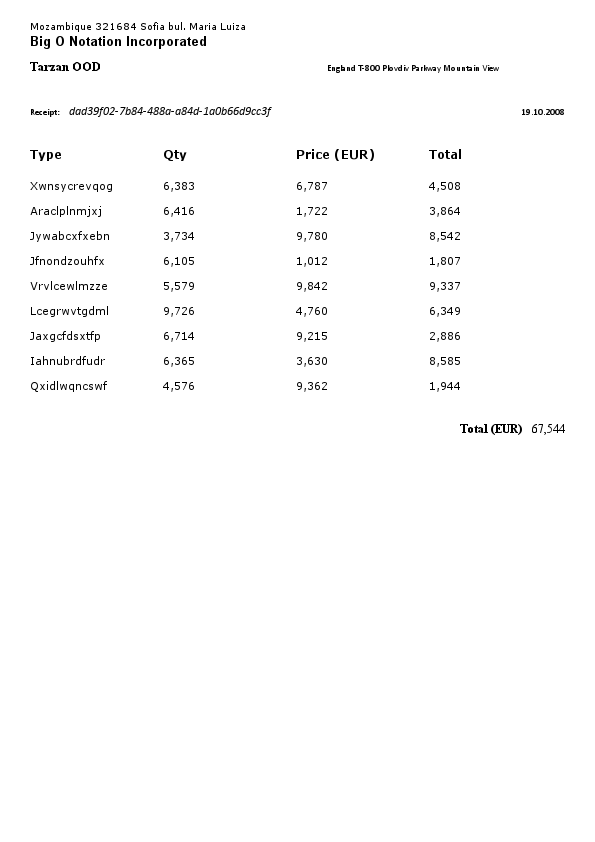 Mozambique 321684 Sofia bul. Maria Luiza
Big O Notation Incorporated
Tarzan OOD England T-800 Plovdiv Parkway Mountain View
Receipt: dad39f02-7b84-488a-a84d-1a0b66d9cc3f 19.10.2008
Type Qty Price (EUR) Total
Xwnsycrevqog 6,383 6,787 4,508
Araclplnmjxj 6,416 1,722 3,864
Jywabcxfxebn 3,734 9,780 8,542
Jfnondzouhfx 6,105 1,012 1,807
Vrvlcewlmzze 5,579 9,842 9,337
Lcegrwvtgdml 9,726 4,760 6,349
Jaxgcfdsxtfp 6,714 9,215 2,886
Iahnubrdfudr 6,365 3,630 8,585
Qxidlwqncswf 4,576 9,362 1,944
Total (EUR) 67,544